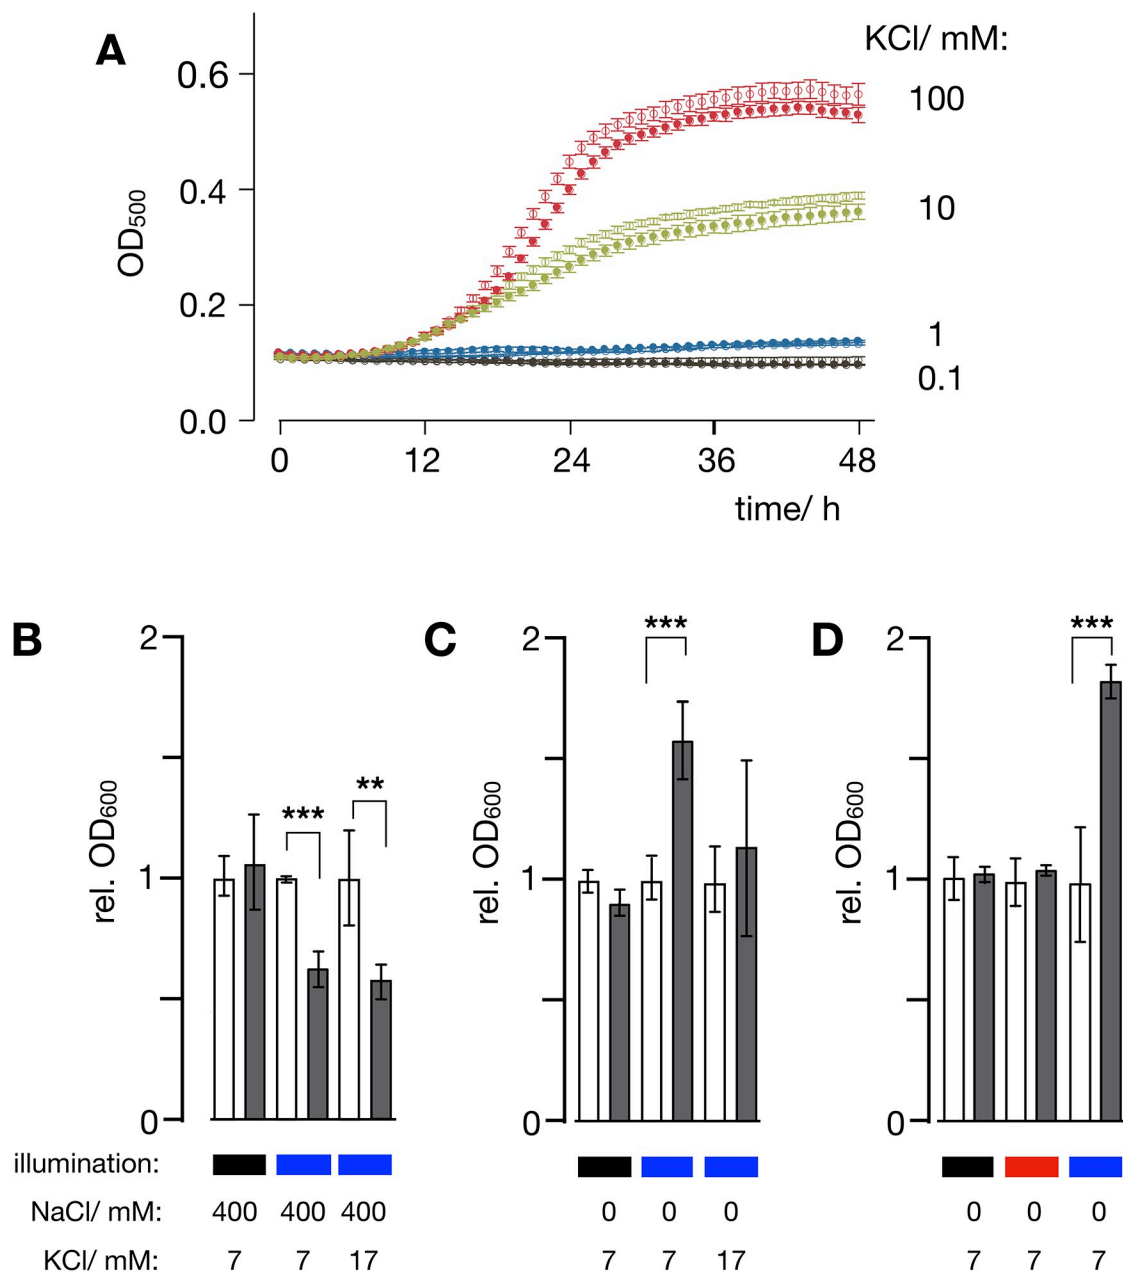 A
KCl/ mM:
0.6
100
0.4
10
OD500
0.2
1
0.1
0.0
0 12 24 36 48
time/ h
B
2
***
**
1
rel. OD600
0
C
2
***
1
rel. OD600
0
D
2
***
1
rel. OD600
0
illumination:
NaCl/ mM: 400 400 400 0 0 0 0 0 0
KCl/ mM: 7 7 17 7 7 17 7 7 7